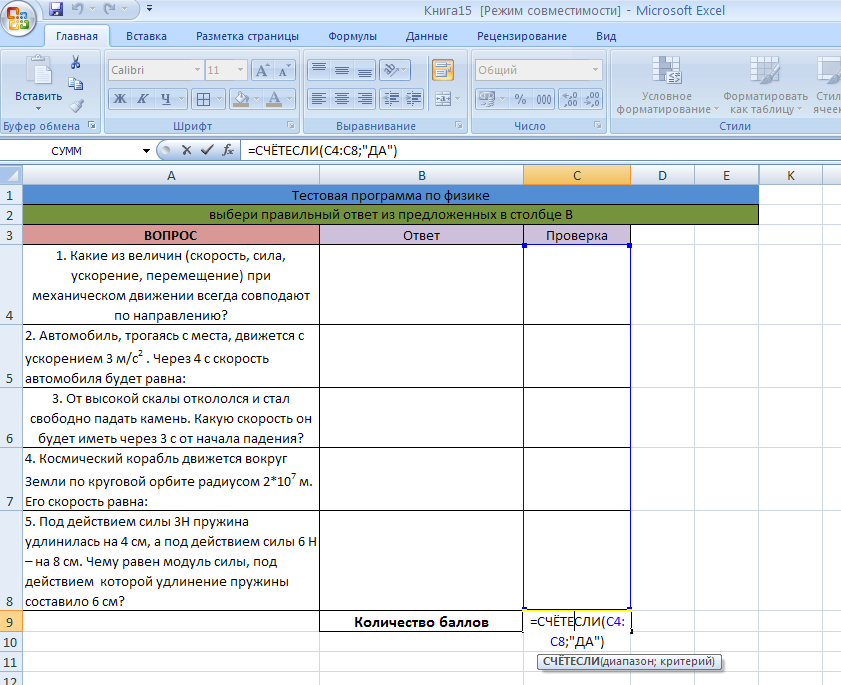 Книга15 [Режим совместимости] - Microsoft Excel
Главная Вставка Разметка страницы Формулы Данные Рецензирование Вид
Calibri 11 Общий
Вставить
Ж К Ч % 000
Условное форматирование
Форматировать как таблицу
Стил
ячеек
Буфер обмена Шрифт Выравнивание Число Стили
СУММ fx =СЧЁТЕСЛИ(C4:C8;"ДА")
A B C D E K
1 Тестовая программа по физике
2 выбери правильный ответ из предложенных в столбце В
3 ВОПРОС Ответ Проверка
1. Какие из величин (скорость, сила,
ускорение, перемещение) при
механическом движении всегда совподают
4 по направлению?
2. Автомобиль, трогаясь с места, движется с
ускорением 3 м/с² . Через 4 с скорость
5 автомобиля будет равна:
3. От высокой скалы откололся и стал
свободно падать камень. Какую скорость он
6 будет иметь через 3 с от начала падения?
4. Космический корабль движется вокруг
Земли по круговой орбите радиусом 2*10⁷ м.
7 Его скорость равна:
5. Под действием силы 3Н пружина
удлинилась на 4 см, а под действием силы 6 Н
– на 8 см. Чему равен модуль силы, под
действием которой удлинение пружины
8 составило 6 см?
9 Количество баллов =СЧЁТЕСЛИ(C4:
10 C8;"ДА")
11 СЧЁТЕСЛИ(диапазон; критерий)
12